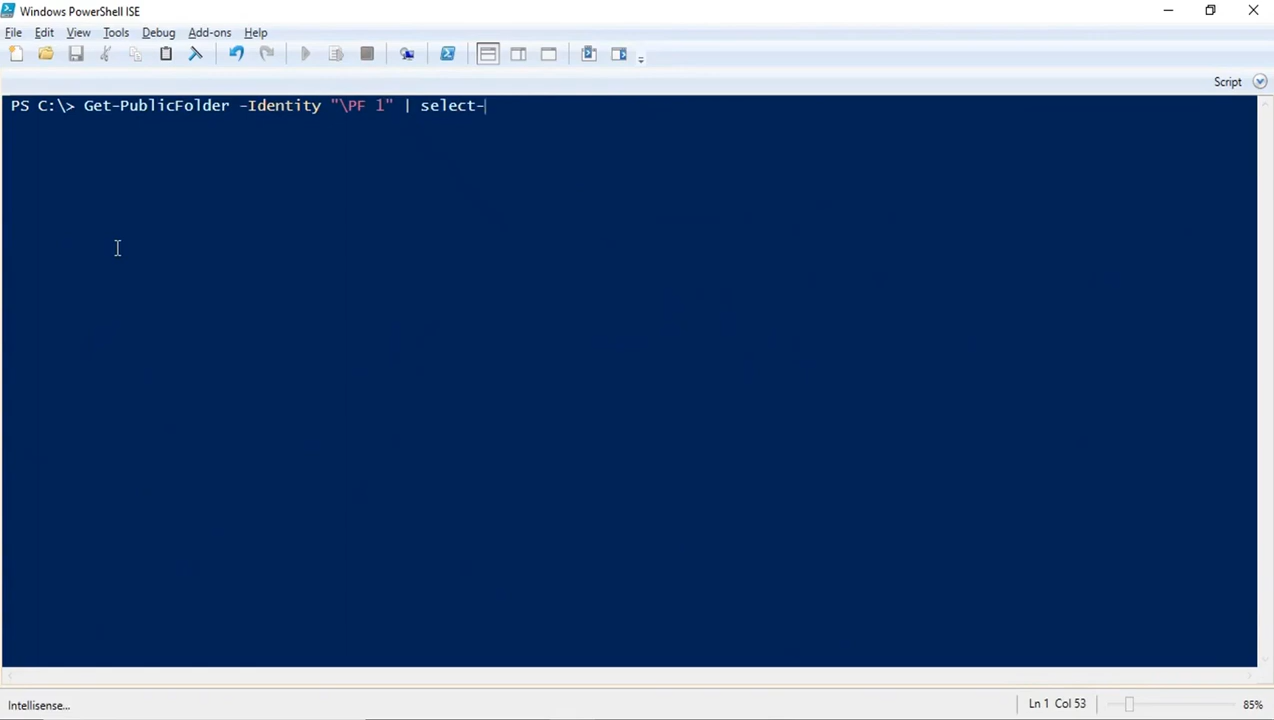 Windows PowerShell ISE
File Edit View Tools Debug Add-ons Help
Script
PS C:\> Get-PublicFolder -Identity "\PF 1" | select-
Intellisense...
Ln 1 Col 53
85%